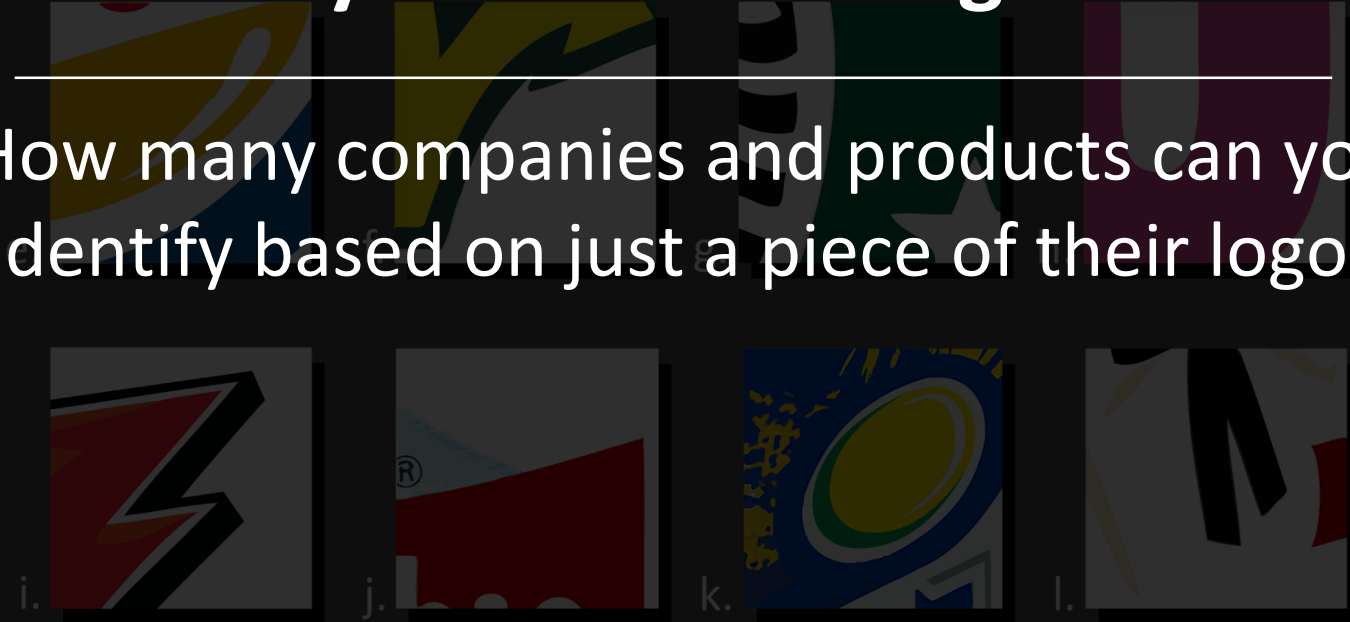 How many companies and products can yo
dentify based on just a piece of their logo
e. f. g. h.
i. j. k. l.
®